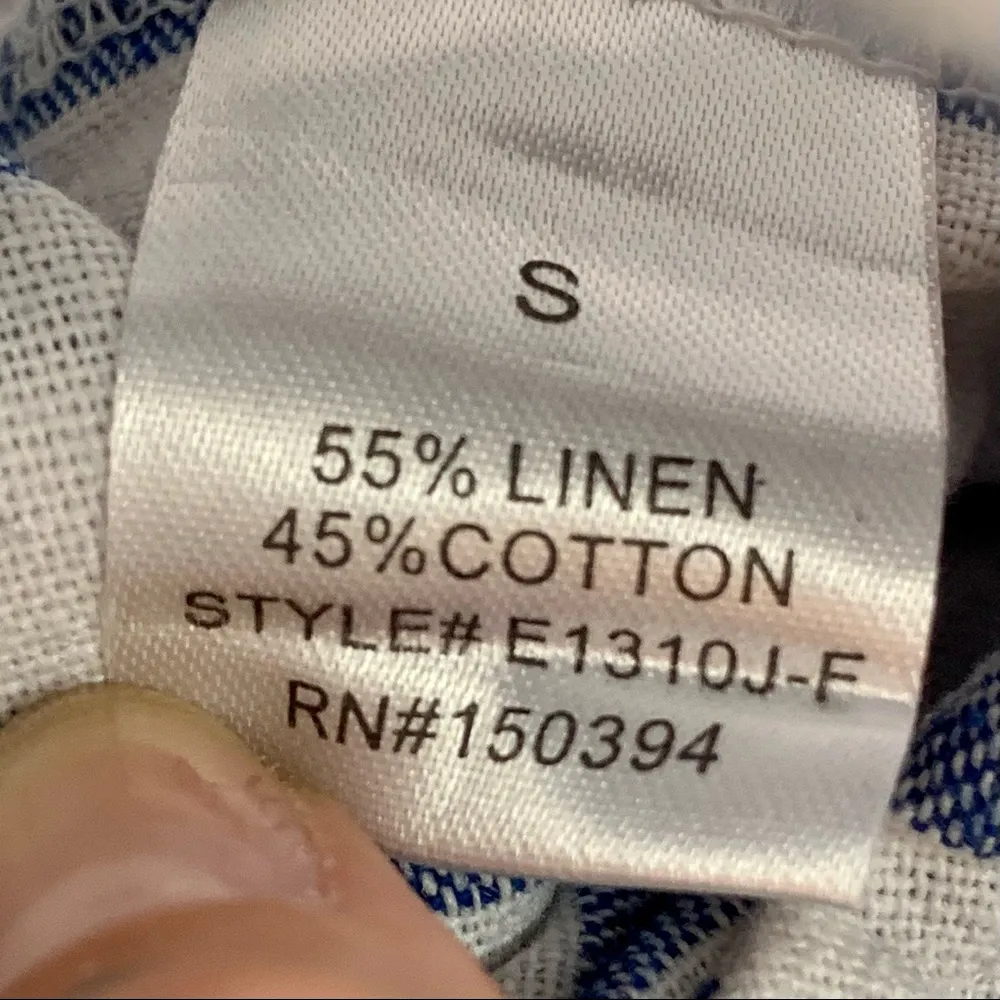 S
55% LINEN
45%COTTON
STYLE# E1310J-F
RN#150394